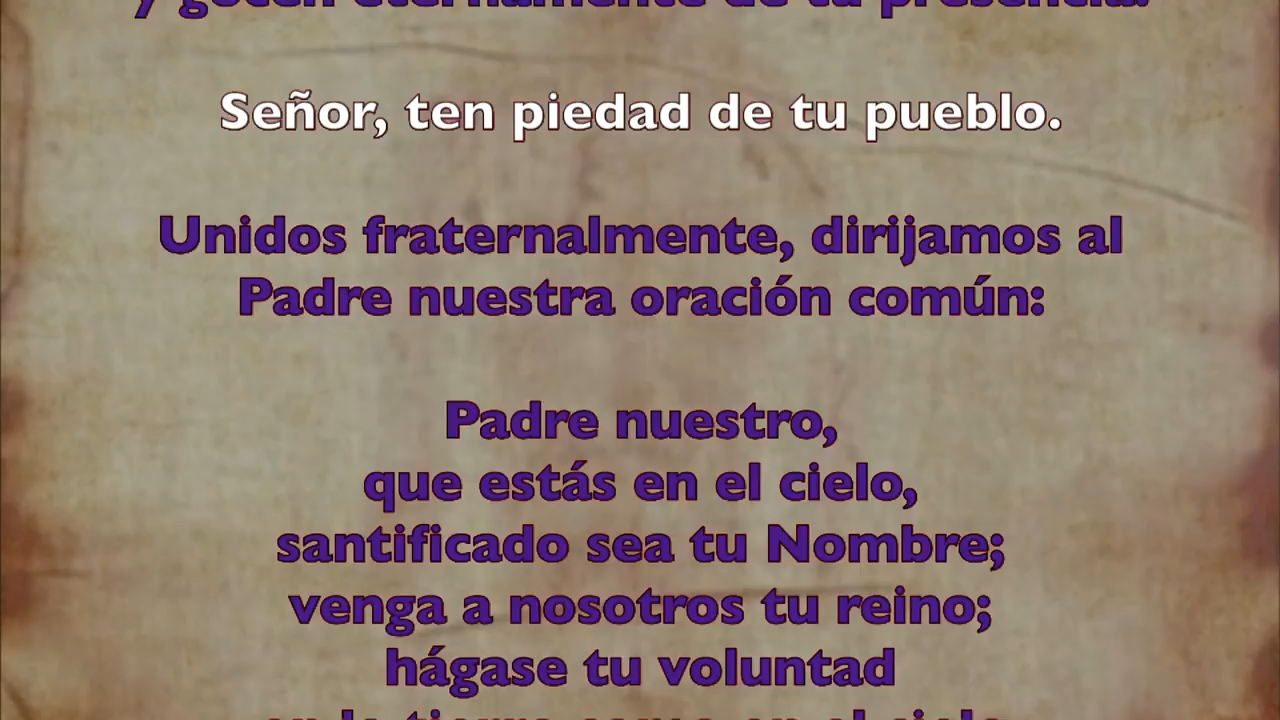 y gocen eternamente de tu presencia.
Señor, ten piedad de tu pueblo.
Unidos fraternalmente, dirijamos al
Padre nuestra oración común:
Padre nuestro,
que estás en el cielo,
santificado sea tu Nombre;
venga a nosotros tu reino;
hágase tu voluntad
en la tierra como en el cielo.